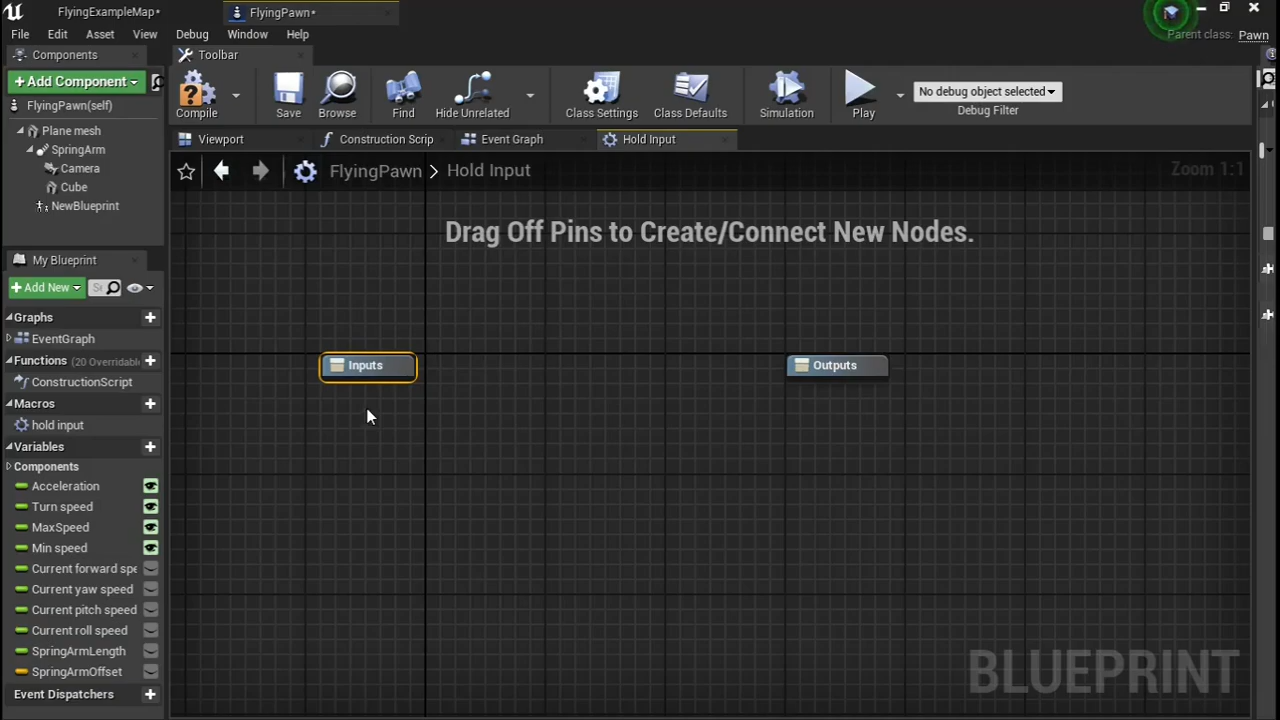 FlyingExampleMap•
FlyingPawn•
File Edit Asset View Debug Window Help
Parent class: Pawn
Components
Toolbar
+Add Component
FlyingPawn(self)
Plane mesh
SpringArm
Camera
Cube
NewBlueprint
Compile
Save
Browse
Find
Hide Unrelated
Class Settings
Class Defaults
Simulation
Play
No debug object selected
Debug Filter
Viewport
Construction Scrip
Event Graph
Hold Input
FlyingPawn > Hold Input
Zoom 1:1
Drag Off Pins to Create/Connect New Nodes.
Inputs
Outputs
My Blueprint
+Add New
Graphs
EventGraph
Functions (20 Overridable
ConstructionScript
Macros
hold input
Variables
Components
Acceleration
Turn speed
MaxSpeed
Min speed
Current forward spe
Current yaw speed
Current pitch speed
Current roll speed
SpringArmLength
SpringArmOffset
Event Dispatchers
BLUEPRINT